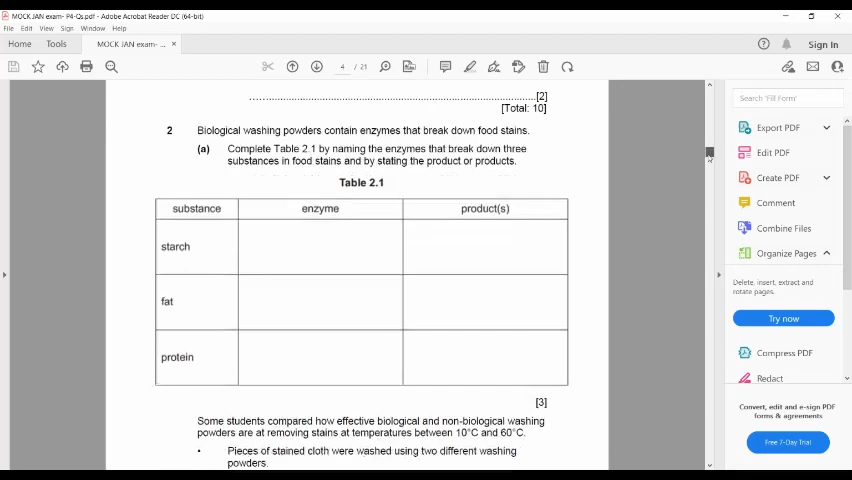 MOCK JAN exam- P4-Qs.pdf - Adobe Acrobat Reader DC (64-bit)
File Edit View Sign Window Help
Home Tools MOCK JAN exam- ... × Sign In
4 / 21
.....................................................................................................[2]
[Total: 10]
2 Biological washing powders contain enzymes that break down food stains.
(a) Complete Table 2.1 by naming the enzymes that break down three
substances in food stains and by stating the product or products.
Table 2.1
substance enzyme product(s)
starch
fat
protein
[3]
Some students compared how effective biological and non-biological washing
powders are at removing stains at temperatures between 10°C and 60°C.
• Pieces of stained cloth were washed using two different washing
powders.
Search "Fill Form"
Export PDF
Edit PDF
Create PDF
Comment
Combine Files
Organize Pages
Delete, insert, extract and
rotate pages.
Try now
Compress PDF
Redact
Convert, edit and e-sign PDF
forms & agreements
Free 7-Day Trial